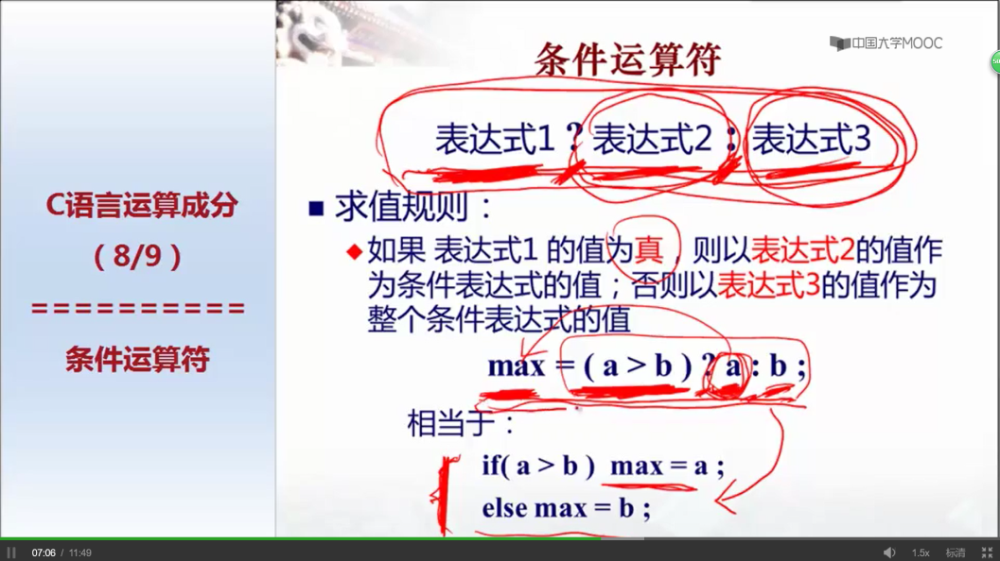 中国大学MOOC
条件运算符
表达式1 ? 表达式2 : 表达式3
C语言运算成分
（8/9）
==========
条件运算符
■ 求值规则：
◆如果 表达式1 的值为真，则以表达式2的值作
为条件表达式的值；否则以表达式3的值作为
整个条件表达式的值
max = ( a > b ) ? a : b ;
相当于：
if( a > b ) max = a ;
else max = b ;
07:06 / 11:49
1.5x 标清